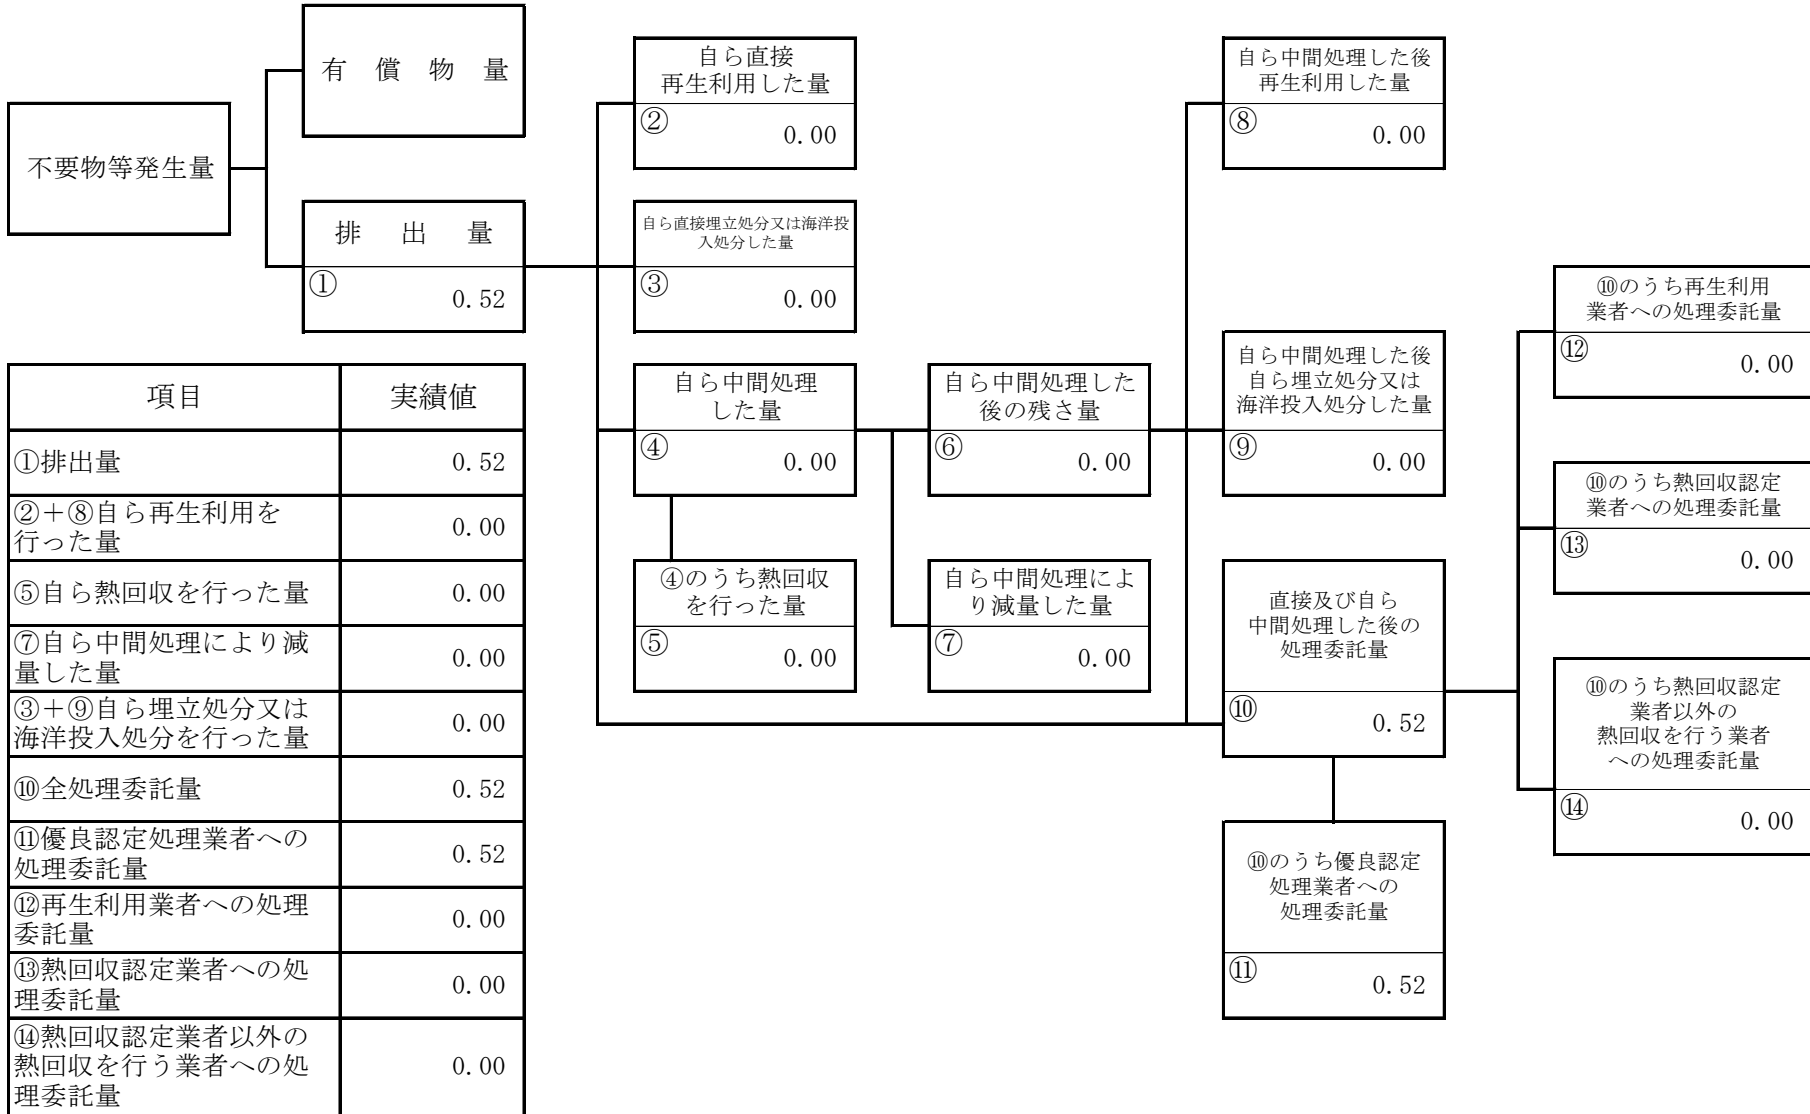 有　償　物　量
不要物等発生量
排　出　量
①
0.52
自ら直接
再生利用した量
②
0.00
自ら直接埋立処分又は海洋投
入処分した量
③
0.00
自ら中間処理
した量
④
0.00
④のうち熱回収
を行った量
⑤
0.00
自ら中間処理した
後の残さ量
⑥
0.00
自ら中間処理によ
り減量した量
⑦
0.00
自ら中間処理した後
再生利用した量
⑧
0.00
自ら中間処理した後
自ら埋立処分又は
海洋投入処分した量
⑨
0.00
直接及び自ら
中間処理した後の
処理委託量
⑩
0.52
⑩のうち優良認定
処理業者への
処理委託量
⑪
0.52
⑩のうち再生利用
業者への処理委託量
⑫
0.00
⑩のうち熱回収認定
業者への処理委託量
⑬
0.00
⑩のうち熱回収認定
業者以外の
熱回収を行う業者
への処理委託量
⑭
0.00
項目　実績値
①排出量　0.52
②＋⑧自ら再生利用を
行った量　0.00
⑤自ら熱回収を行った量　0.00
⑦自ら中間処理により減
量した量　0.00
③＋⑨自ら埋立処分又は
海洋投入処分を行った量　0.00
⑩全処理委託量　0.52
⑪優良認定処理業者への
処理委託量　0.52
⑫再生利用業者への処理
委託量　0.00
⑬熱回収認定業者への処
理委託量　0.00
⑭熱回収認定業者以外の
熱回収を行う業者への処
理委託量　0.00